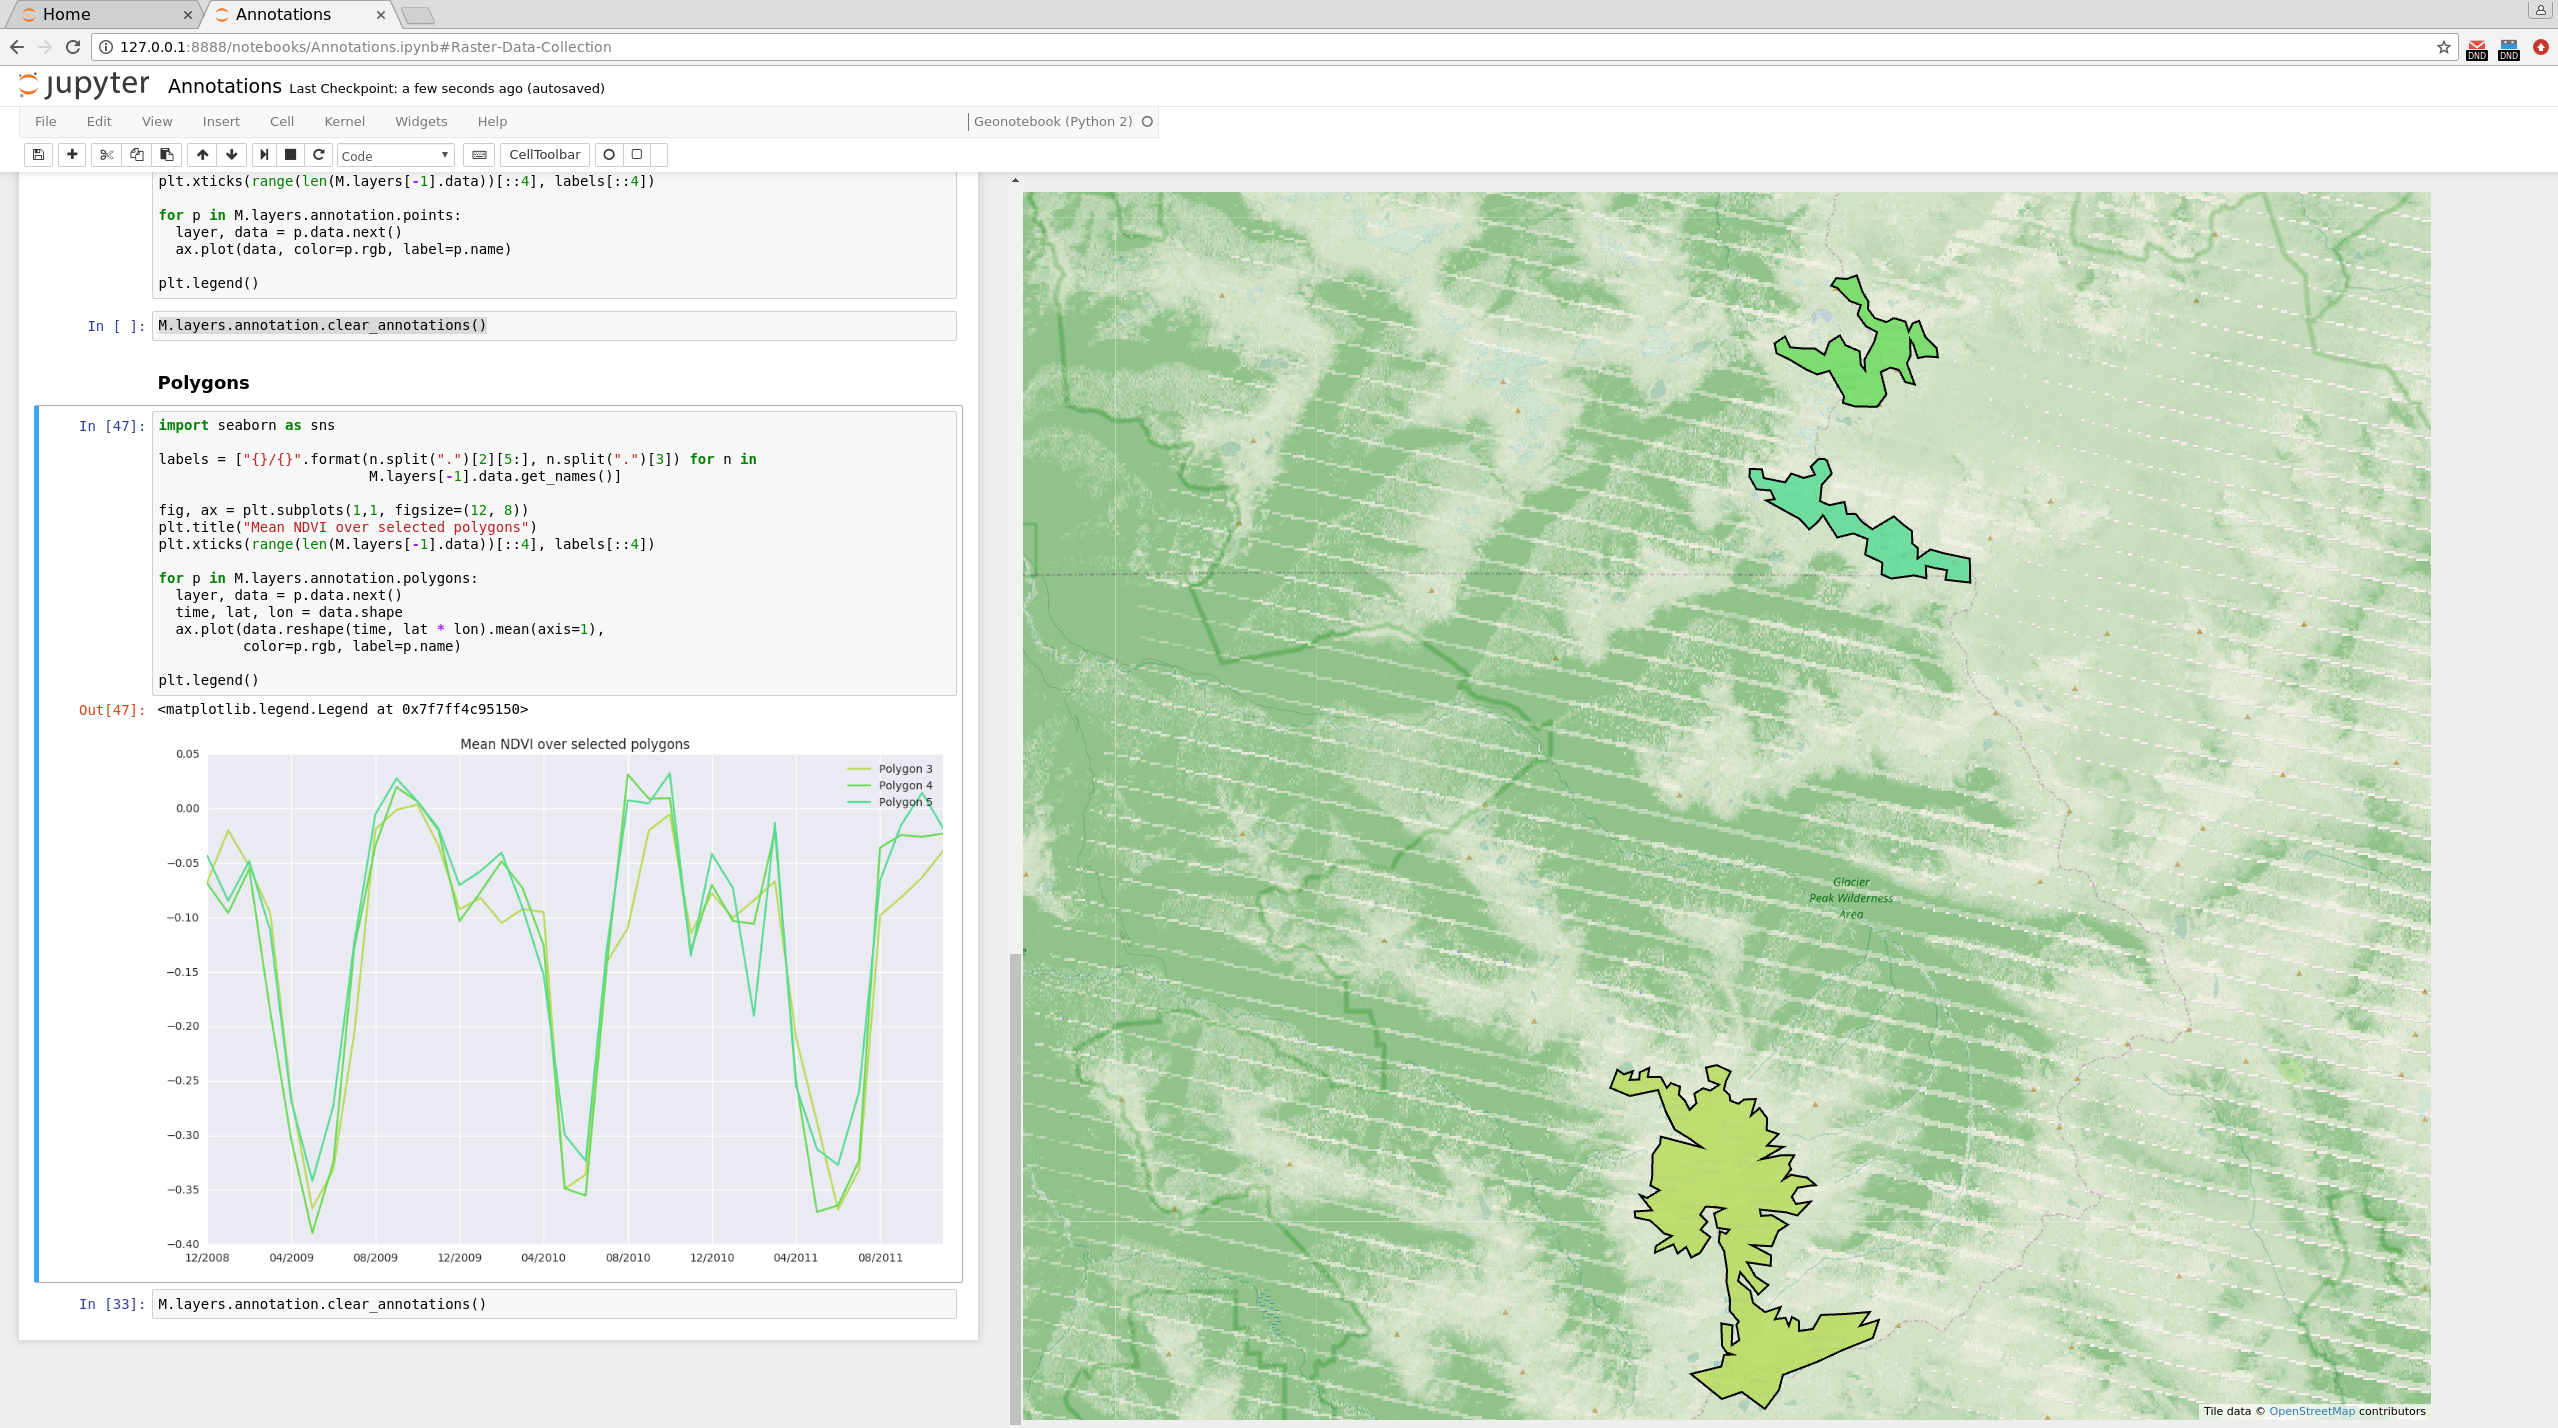 Home
Annotations
127.0.0.1:8888/notebooks/Annotations.ipynb#Raster-Data-Collection
DND
DND
jupyter Annotations Last Checkpoint: a few seconds ago (autosaved)
File Edit View Insert Cell Kernel Widgets Help
Geonotebook (Python 2)
Code
CellToolbar
plt.xticks(range(len(M.layers[-1].data))[::4], labels[::4])
for p in M.layers.annotation.points:
layer, data = p.data.next()
ax.plot(data, color=p.rgb, label=p.name)
plt.legend()
In [ ]: M.layers.annotation.clear_annotations()
Polygons
In [47]: import seaborn as sns
labels = ["{}/{}".format(n.split(".")[2][5:], n.split(".")[3]) for n in
M.layers[-1].data.get_names()]
fig, ax = plt.subplots(1,1, figsize=(12, 8))
plt.title("Mean NDVI over selected polygons")
plt.xticks(range(len(M.layers[-1].data))[::4], labels[::4])
for p in M.layers.annotation.polygons:
layer, data = p.data.next()
time, lat, lon = data.shape
ax.plot(data.reshape(time, lat * lon).mean(axis=1),
color=p.rgb, label=p.name)
plt.legend()
Out[47]: <matplotlib.legend.Legend at 0x7f7ff4c95150>
Mean NDVI over selected polygons
0.05
0.00
−0.05
−0.10
−0.15
−0.20
−0.25
−0.30
−0.35
−0.40
Polygon 3
Polygon 4
Polygon 5
12/2008 04/2009 08/2009 12/2009 04/2010 08/2010 12/2010 04/2011 08/2011
In [33]: M.layers.annotation.clear_annotations()
Glacier
Peak Wilderness
Area
Tile data © OpenStreetMap contributors